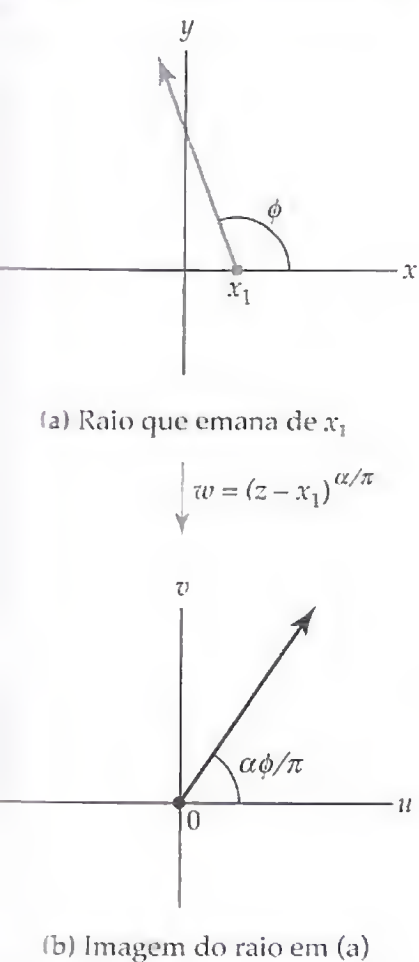 y
ϕ
x
x₁
(a) Raio que emana de x₁
w = (z − x₁)^{α/π}
v
αϕ/π
u
0
(b) Imagem do raio em (a)